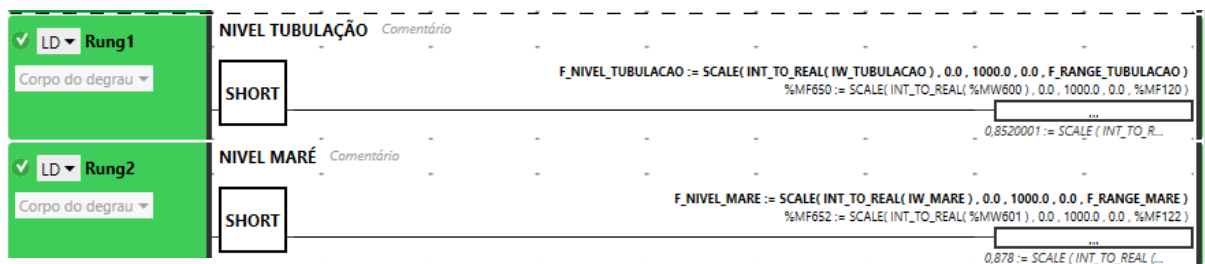 NIVEL TUBULAÇÃO Comentário
LD Rung1
Corpo do degrau
SHORT
F_NIVEL_TUBULACAO := SCALE( INT_TO_REAL( IW_TUBULACAO ) , 0.0 , 1000.0 , 0.0 , F_RANGE_TUBULACAO )
%MF650 := SCALE( INT_TO_REAL( %MW600 ) , 0.0 , 1000.0 , 0.0 , %MF120 )
...
0,8520001 := SCALE ( INT_TO_R...
NIVEL MARÉ Comentário
LD Rung2
Corpo do degrau
SHORT
F_NIVEL_MARE := SCALE( INT_TO_REAL( IW_MARE ) , 0.0 , 1000.0 , 0.0 , F_RANGE_MARE )
%MF652 := SCALE( INT_TO_REAL( %MW601 ) , 0.0 , 1000.0 , 0.0 , %MF122 )
...
0,878 := SCALE ( INT_TO_REAL (...